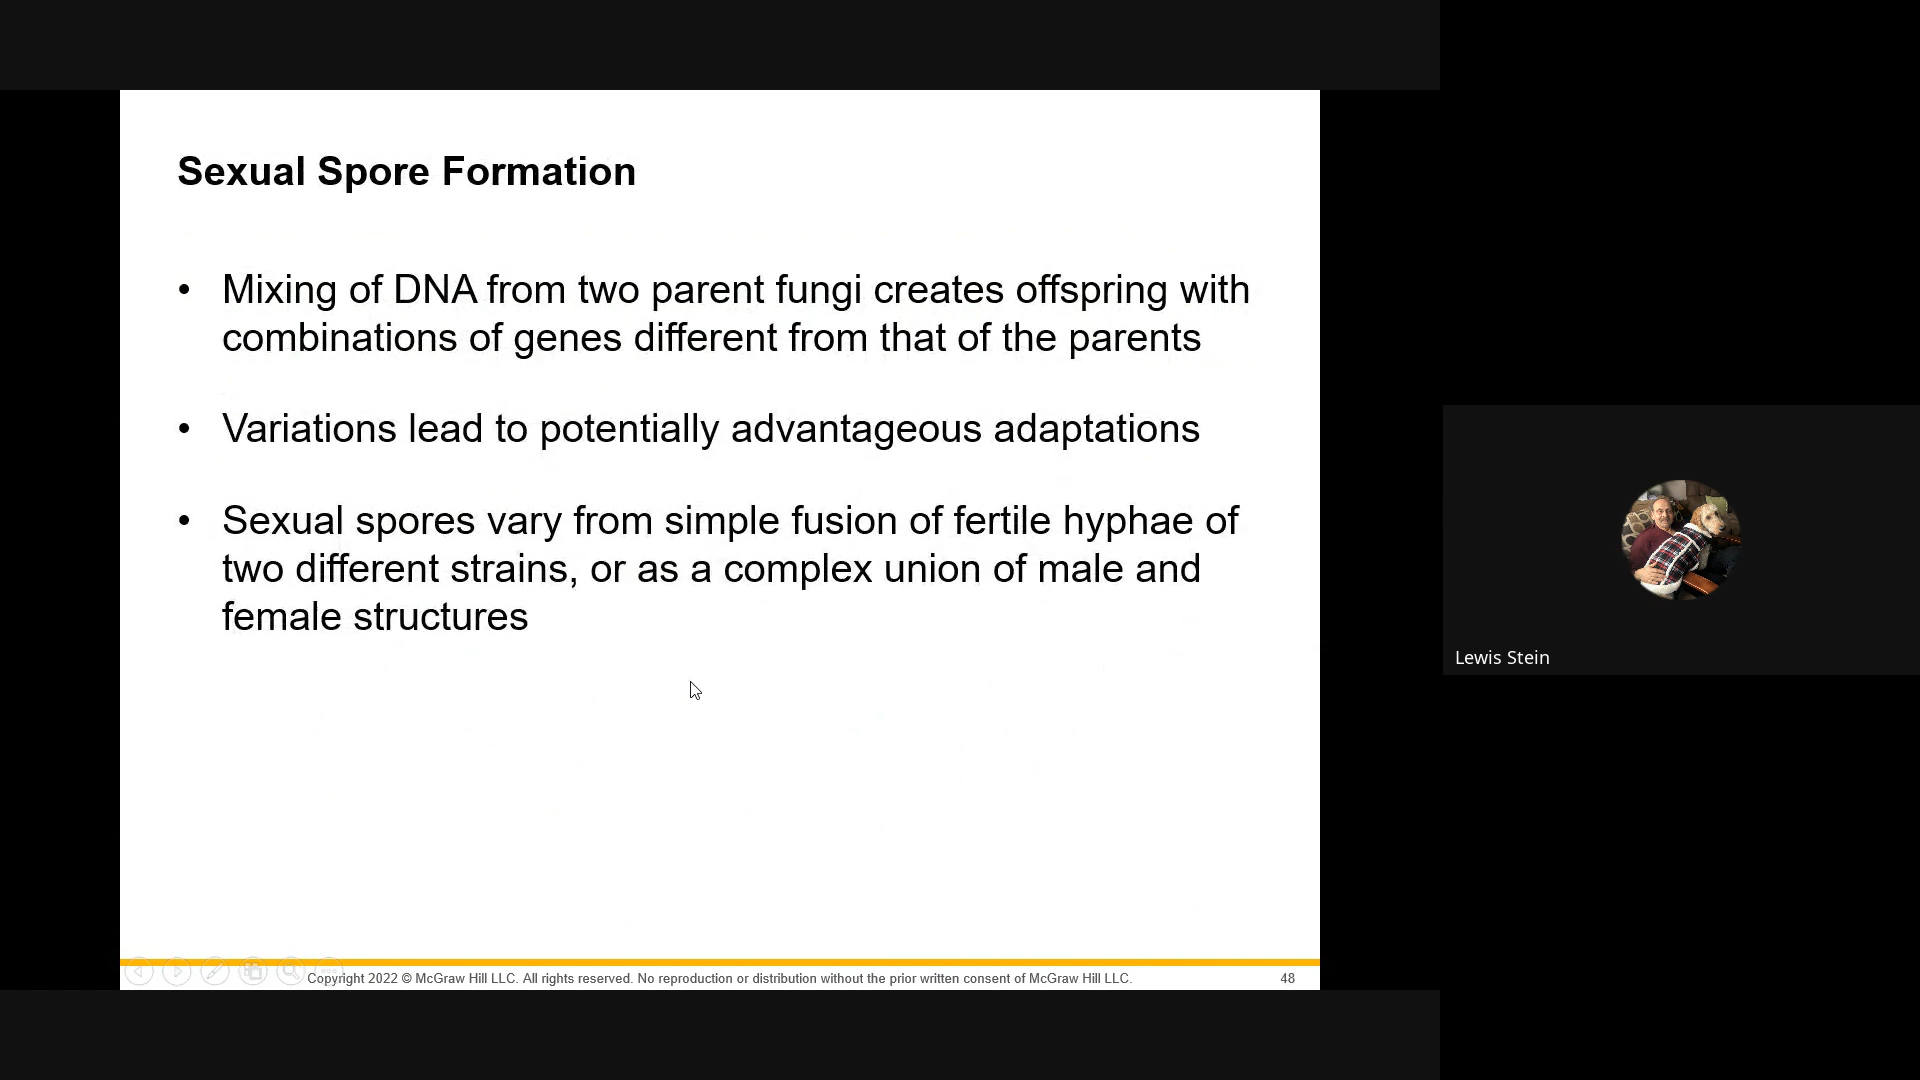 Sexual Spore Formation
• Mixing of DNA from two parent fungi creates offspring with
combinations of genes different from that of the parents
• Variations lead to potentially advantageous adaptations
• Sexual spores vary from simple fusion of fertile hyphae of
two different strains, or as a complex union of male and
female structures
Copyright 2022 © McGraw Hill LLC. All rights reserved. No reproduction or distribution without the prior written consent of McGraw Hill LLC.
48
Lewis Stein